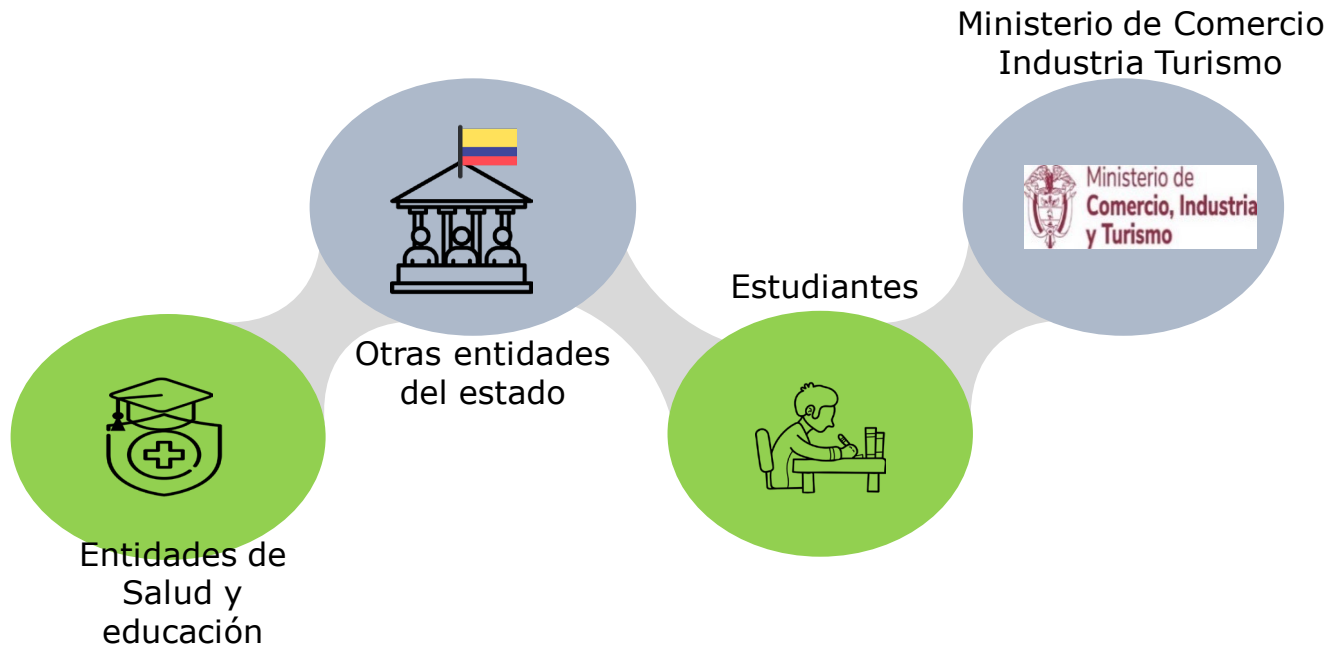 Ministerio de Comercio
Industria Turismo
Ministerio de
Comercio, Industria
y Turismo
Estudiantes
Otras entidades
del estado
Entidades de
Salud y
educación